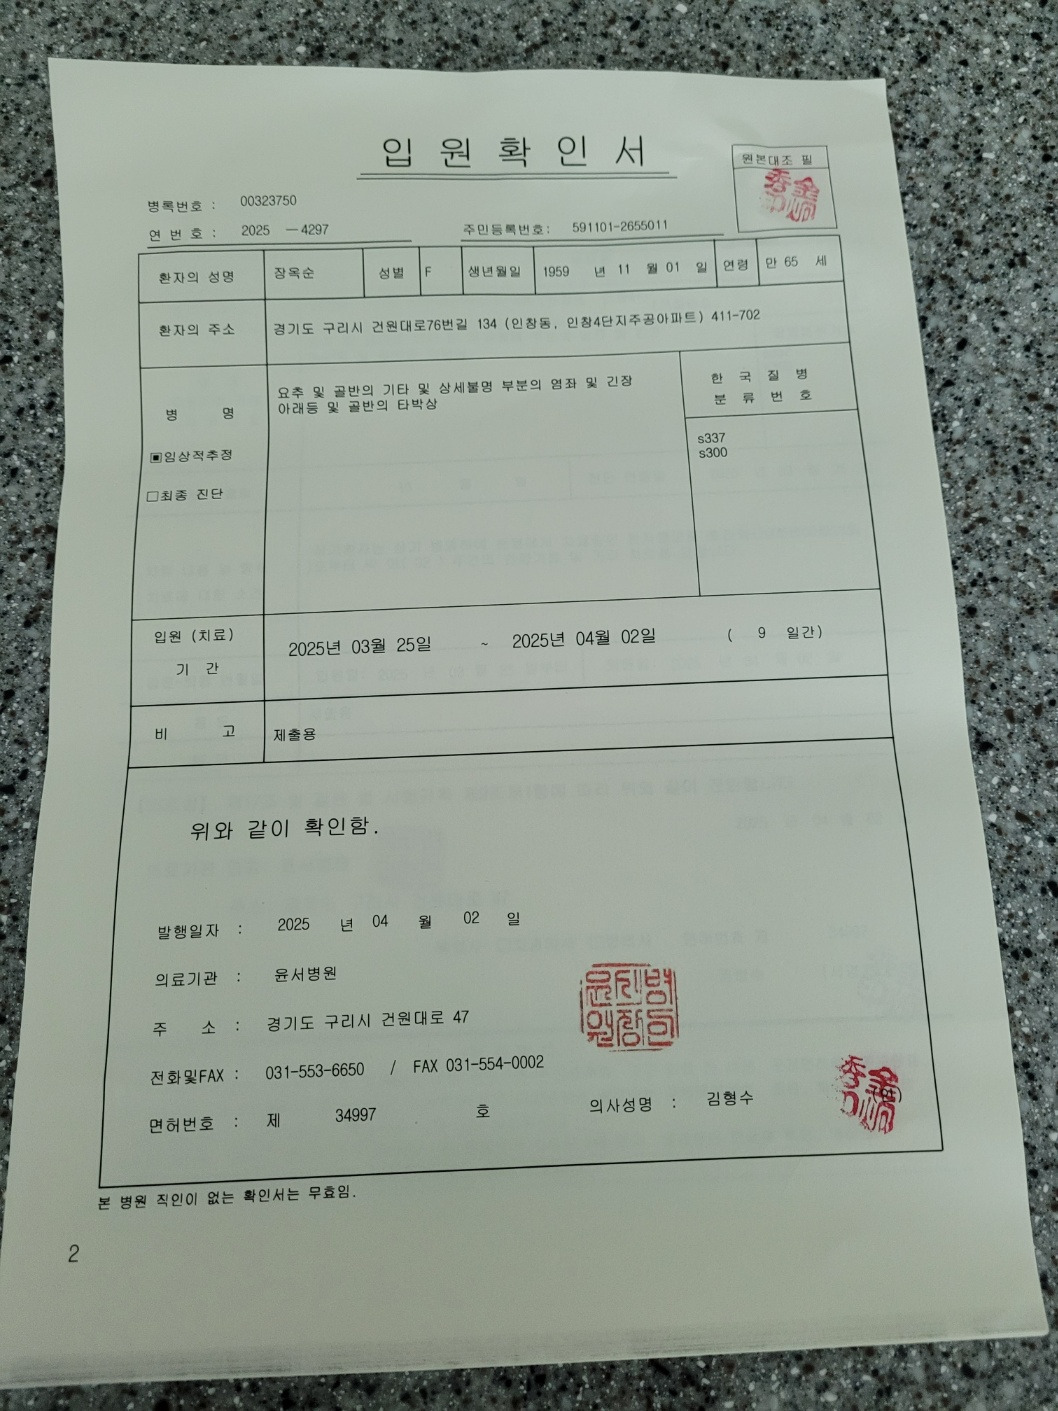 입 원 확 인 서
원본대조 필
병록번호 : 00323750
연 번 호 : 2025 - 4297 주민등록번호: 591101-2655011
환자의 성명 장옥순 성별 F 생년월일 1959 년 11 월 01 일 연령 만 65 세
환자의 주소 경기도 구리시 건원대로76번길 134 (인창동, 인창4단지주공아파트) 411-702
병 명
▣임상적추정
□최종 진단
요추 및 골반의 기타 및 상세불명 부분의 염좌 및 긴장
아래등 및 골반의 타박상
한 국 질 병
분 류 번 호
s337
s300
입원 (치료)
기 간
2025년 03월 25일 ~ 2025년 04월 02일 ( 9 일간)
비 고 제출용
위와 같이 확인함.
발행일자 : 2025 년 04 월 02 일
의료기관 : 윤서병원
주 소 : 경기도 구리시 건원대로 47
전화및FAX : 031-553-6650 / FAX 031-554-0002
면허번호 : 제 34997 호 의사성명 : 김형수
본 병원 직인이 없는 확인서는 무효임.
2